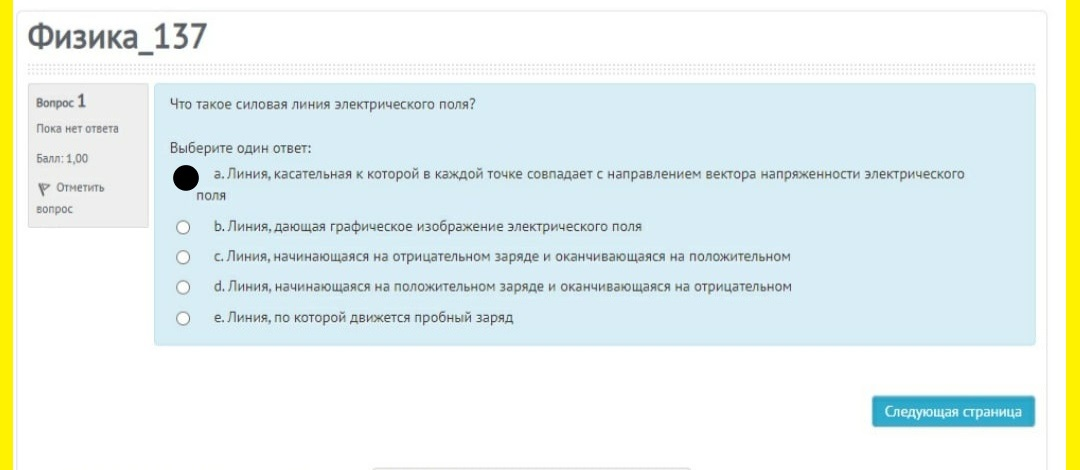 Физика_137
Вопрос 1
Пока нет ответа
Балл: 1,00
Отметить
вопрос
Что такое силовая линия электрического поля?
Выберите один ответ:
a. Линия, касательная к которой в каждой точке совпадает с направлением вектора напряженности электрического
поля
b. Линия, дающая графическое изображение электрического поля
c. Линия, начинающаяся на отрицательном заряде и оканчивающаяся на положительном
d. Линия, начинающаяся на положительном заряде и оканчивающаяся на отрицательном
e. Линия, по которой движется пробный заряд
Следующая страница